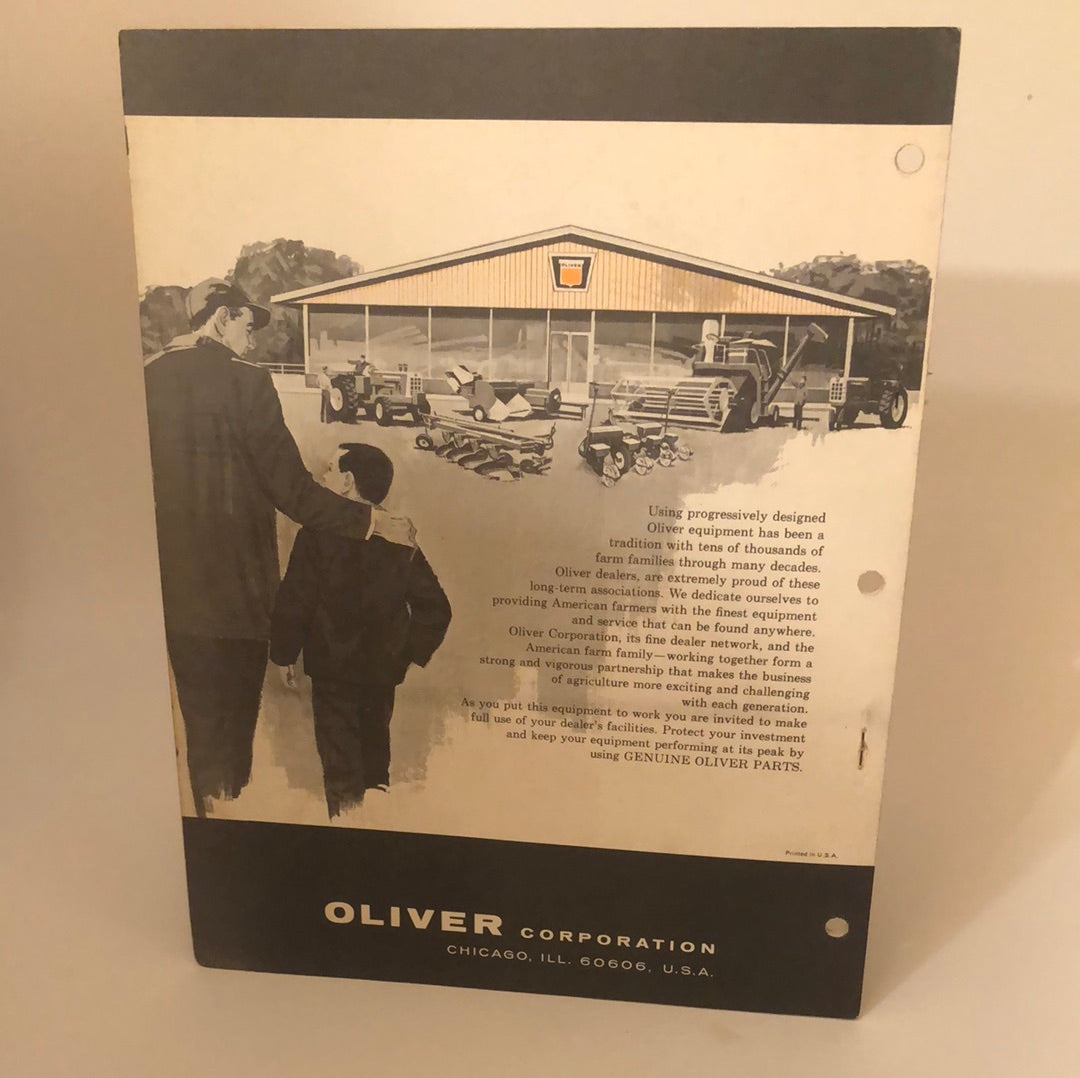 OLIVER
Using progressively designed
Oliver equipment has been a
tradition with tens of thousands of
farm families through many decades.
Oliver dealers, are extremely proud of these
long-term associations. We dedicate ourselves to
providing American farmers with the finest equipment
and service that can be found anywhere.
Oliver Corporation, its fine dealer network, and the
American farm family—working together form a
strong and vigorous partnership that makes the business
of agriculture more exciting and challenging
with each generation.
As you put this equipment to work you are invited to make
full use of your dealer's facilities. Protect your investment
and keep your equipment performing at its peak by
using GENUINE OLIVER PARTS.
Printed in U.S.A.
OLIVER CORPORATION
CHICAGO, ILL. 60606, U.S.A.